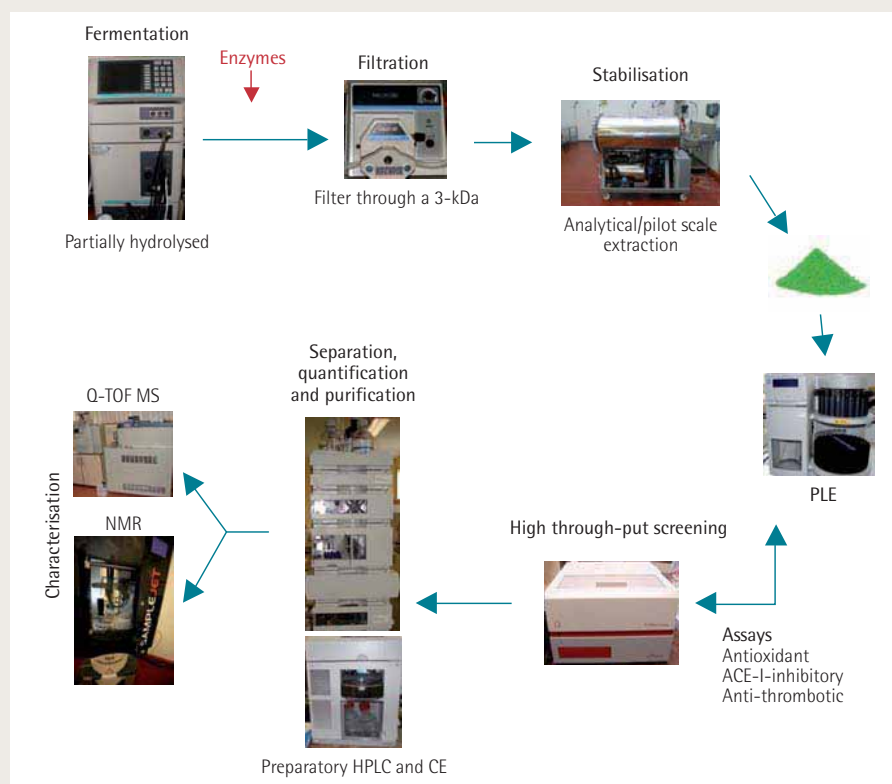 Fermentation
Enzymes
Filtration
Stabilisation
Partially hydrolysed
Filter through a 3-kDa
Analytical/pilot scale
extraction
PLE
High through-put screening
Assays
Antioxidant
ACE-I-inhibitory
Anti-thrombotic
Separation,
quantification
and purification
Preparatory HPLC and CE
Characterisation
Q-TOF MS
NMR
SAMPLEJET